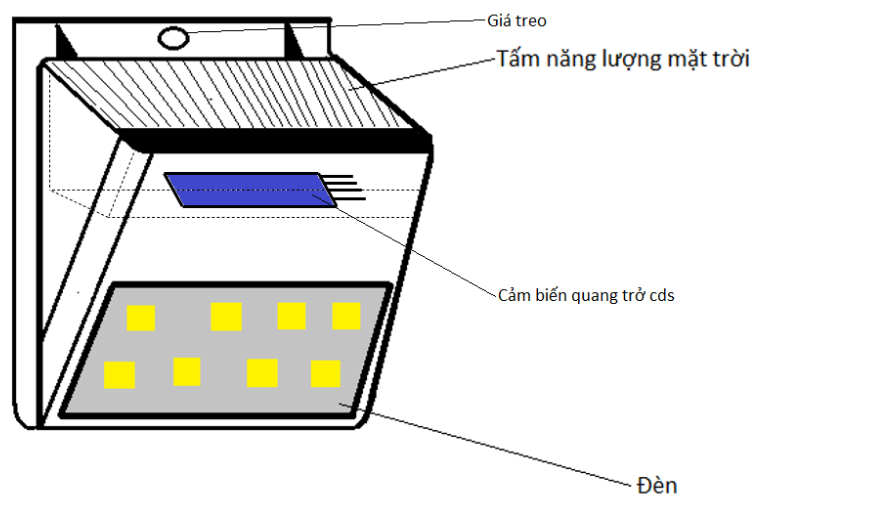 Giá treo
Tấm năng lượng mặt trời
Cảm biến quang trở cds
Đèn